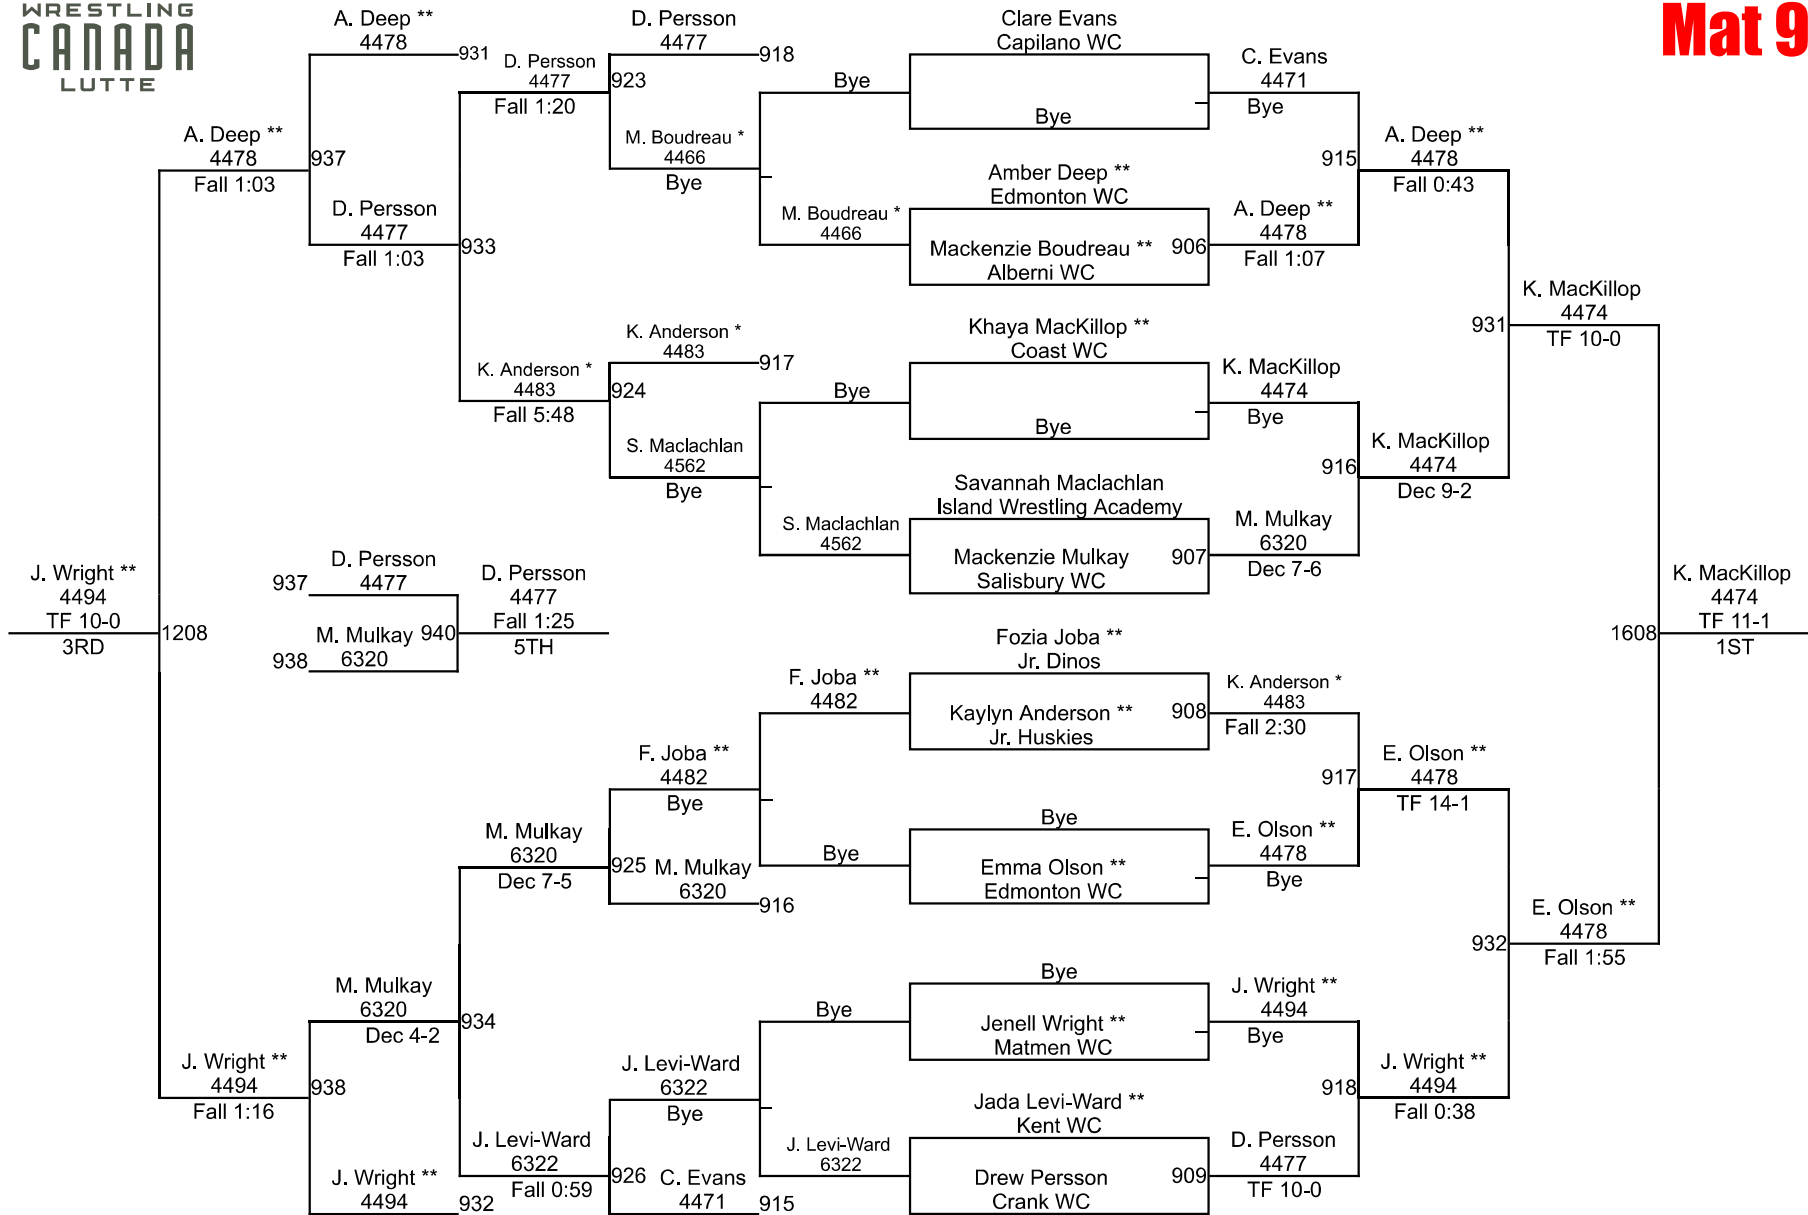 WRESTLING
CANADA
LUTTE
Mat 9
A. Deep **
4478
931
D. Persson
4477
Fall 1:20
923
D. Persson
4477
918
M. Boudreau *
4466
Bye
A. Deep **
4478
Fall 1:03
937
D. Persson
4477
Fall 1:03
933
K. Anderson *
4483
Fall 5:48
924
K. Anderson *
4483
917
S. Maclachlan
4562
Bye
Bye
M. Boudreau *
4466
Bye
S. Maclachlan
4562
Clare Evans
Capilano WC
Bye
Amber Deep **
Edmonton WC
Mackenzie Boudreau **
Alberni WC
906
Khaya MacKillop **
Coast WC
Bye
Savannah Maclachlan
Island Wrestling Academy
Mackenzie Mulkay
Salisbury WC
907
C. Evans
4471
Bye
A. Deep **
4478
Fall 1:07
915
A. Deep **
4478
Fall 0:43
K. MacKillop
4474
Bye
M. Mulkay
6320
Dec 7-6
916
K. MacKillop
4474
Dec 9-2
931
K. MacKillop
4474
TF 10-0
J. Wright **
4494
TF 10-0
3RD
1208
937
D. Persson
4477
938
M. Mulkay
6320
940
D. Persson
4477
Fall 1:25
5TH
1608
K. MacKillop
4474
TF 11-1
1ST
Fozia Joba **
Jr. Dinos
Kaylyn Anderson **
Jr. Huskies
908
Bye
Emma Olson **
Edmonton WC
Bye
Jenell Wright **
Matmen WC
Jada Levi-Ward **
Kent WC
Drew Persson
Crank WC
909
F. Joba **
4482
Bye
F. Joba **
4482
Bye
M. Mulkay
6320
Dec 7-5
925
M. Mulkay
6320
916
M. Mulkay
6320
Dec 4-2
934
J. Wright **
4494
Fall 1:16
938
J. Wright **
4494
932
Bye
J. Levi-Ward
6322
Bye
J. Levi-Ward
6322
J. Levi-Ward
6322
Fall 0:59
926
C. Evans
4471
915
K. Anderson *
4483
Fall 2:30
E. Olson **
4478
Bye
917
E. Olson **
4478
TF 14-1
J. Wright **
4494
Bye
D. Persson
4477
TF 10-0
918
J. Wright **
4494
Fall 0:38
932
E. Olson **
4478
Fall 1:55